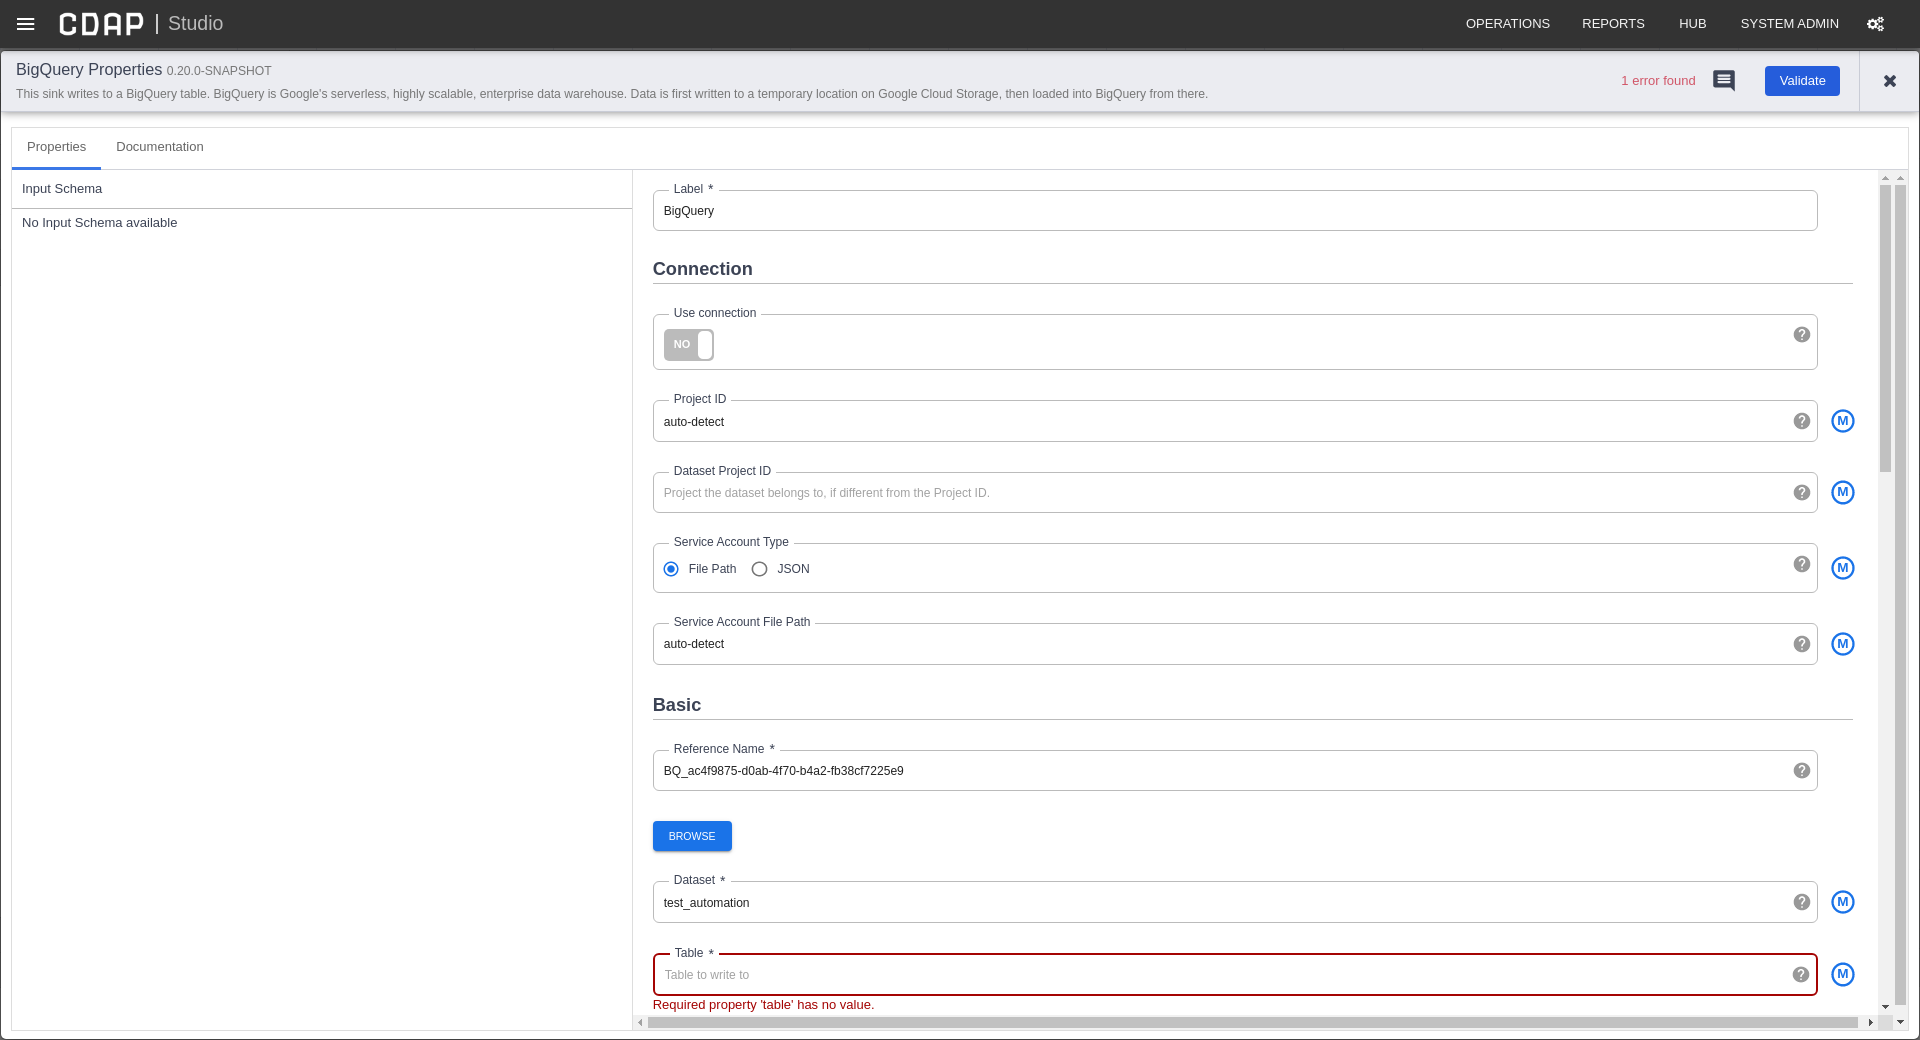 CDAP | Studio
OPERATIONS REPORTS HUB SYSTEM ADMIN
BigQuery Properties 0.20.0-SNAPSHOT
This sink writes to a BigQuery table. BigQuery is Google's serverless, highly scalable, enterprise data warehouse. Data is first written to a temporary location on Google Cloud Storage, then loaded into BigQuery from there.
1 error found
Validate
Properties Documentation
Input Schema
No Input Schema available
Label *
BigQuery
Connection
Use connection
NO
Project ID
auto-detect
M
Dataset Project ID
Project the dataset belongs to, if different from the Project ID.
M
Service Account Type
File Path JSON
M
Service Account File Path
auto-detect
M
Basic
Reference Name *
BQ_ac4f9875-d0ab-4f70-b4a2-fb38cf7225e9
BROWSE
Dataset *
test_automation
M
Table *
Table to write to
M
Required property 'table' has no value.